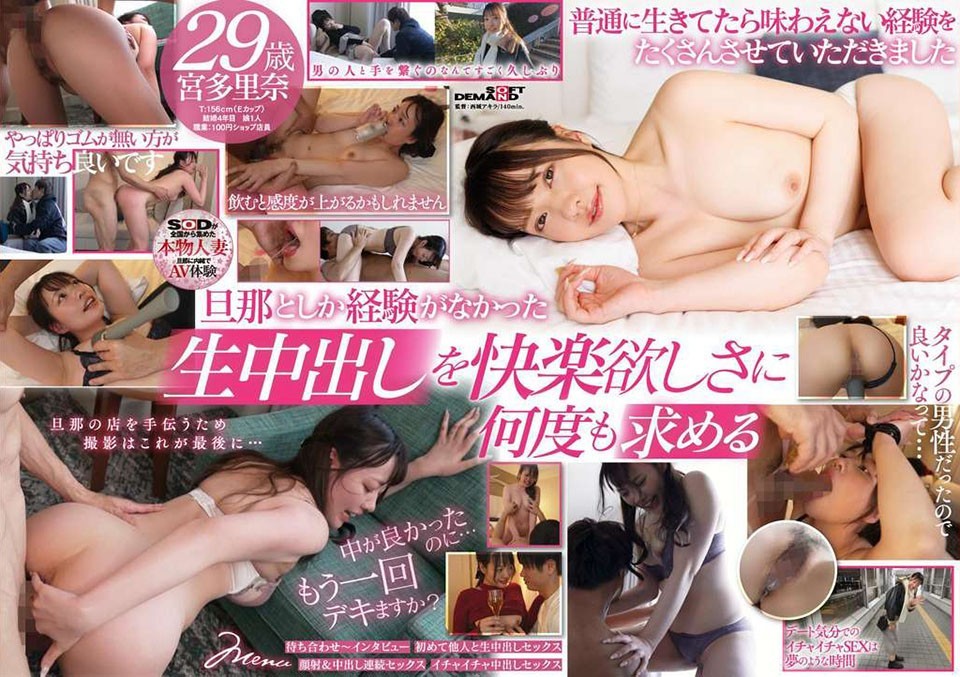 29歳
宮多里奈
T:156cm(Eカップ)
結婚4年目 娘1人
職業:100円ショップ店員
男の人と手を繋ぐのなんてすごく久しぶり
普通に生きてたら味わえない経験を
たくさんさせていただきました
SOFT
DEMAND
監督:西城アキラ/140min.
やっぱりゴムが無い方が
気持ち良いです
飲むと感度が上がるかもしれません
SODが
全国から集めた
本物人妻
旦那に内緒で
AV体験
旦那としか経験がなかった
生中出しを快楽欲しさに
何度も求める
タイプの男性だったので
良いかなって…
旦那の店を手伝うため
撮影はこれが最後に…
中が良かった
のに…
もう一回
デキますか?
Menu
待ち合わせ~インタビュー
初めて他人と生中出しセックス
顔射&中出し連続セックス
イチャイチャ中出しセックス
デート気分での
イチャイチャSEXは
夢のような時間